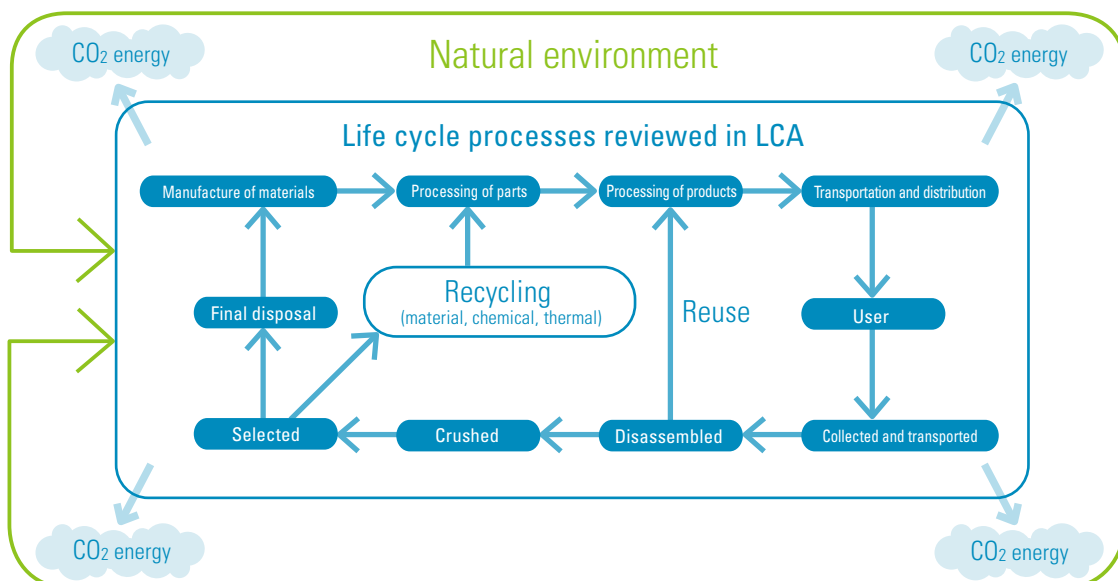 CO₂ energy
Natural environment
CO₂ energy
Life cycle processes reviewed in LCA
Manufacture of materials
Processing of parts
Processing of products
Transportation and distribution
Recycling
(material, chemical, thermal)
Final disposal
Reuse
User
Selected
Crushed
Disassembled
Collected and transported
CO₂ energy
CO₂ energy